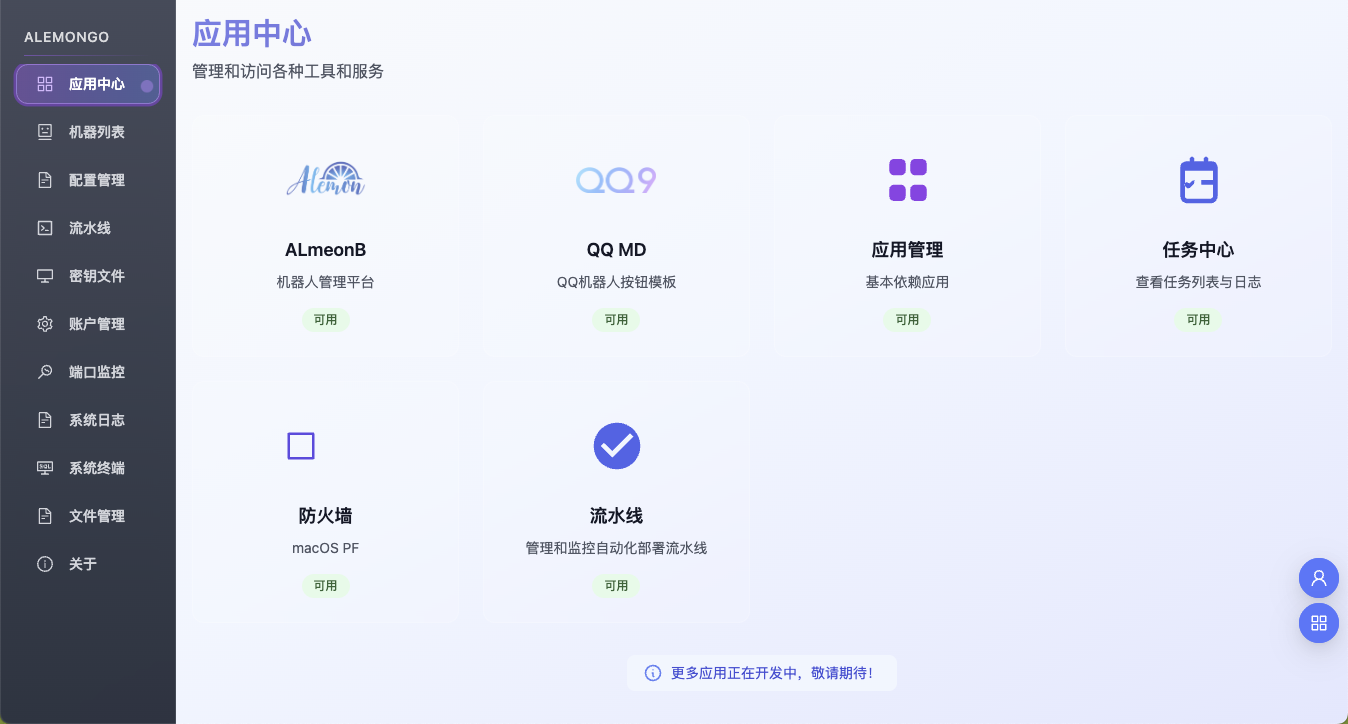 ALEMONGO
应用中心
机器列表
配置管理
流水线
密钥文件
账户管理
端口监控
系统日志
SQL
系统终端
文件管理
关于
应用中心
管理和访问各种工具和服务
Alemon
ALmeonB
机器人管理平台
可用
QQ9
QQ MD
QQ机器人按钮模板
可用
应用管理
基本依赖应用
可用
任务中心
查看任务列表与日志
可用
防火墙
macOS PF
可用
流水线
管理和监控自动化部署流水线
可用
更多应用正在开发中，敬请期待！